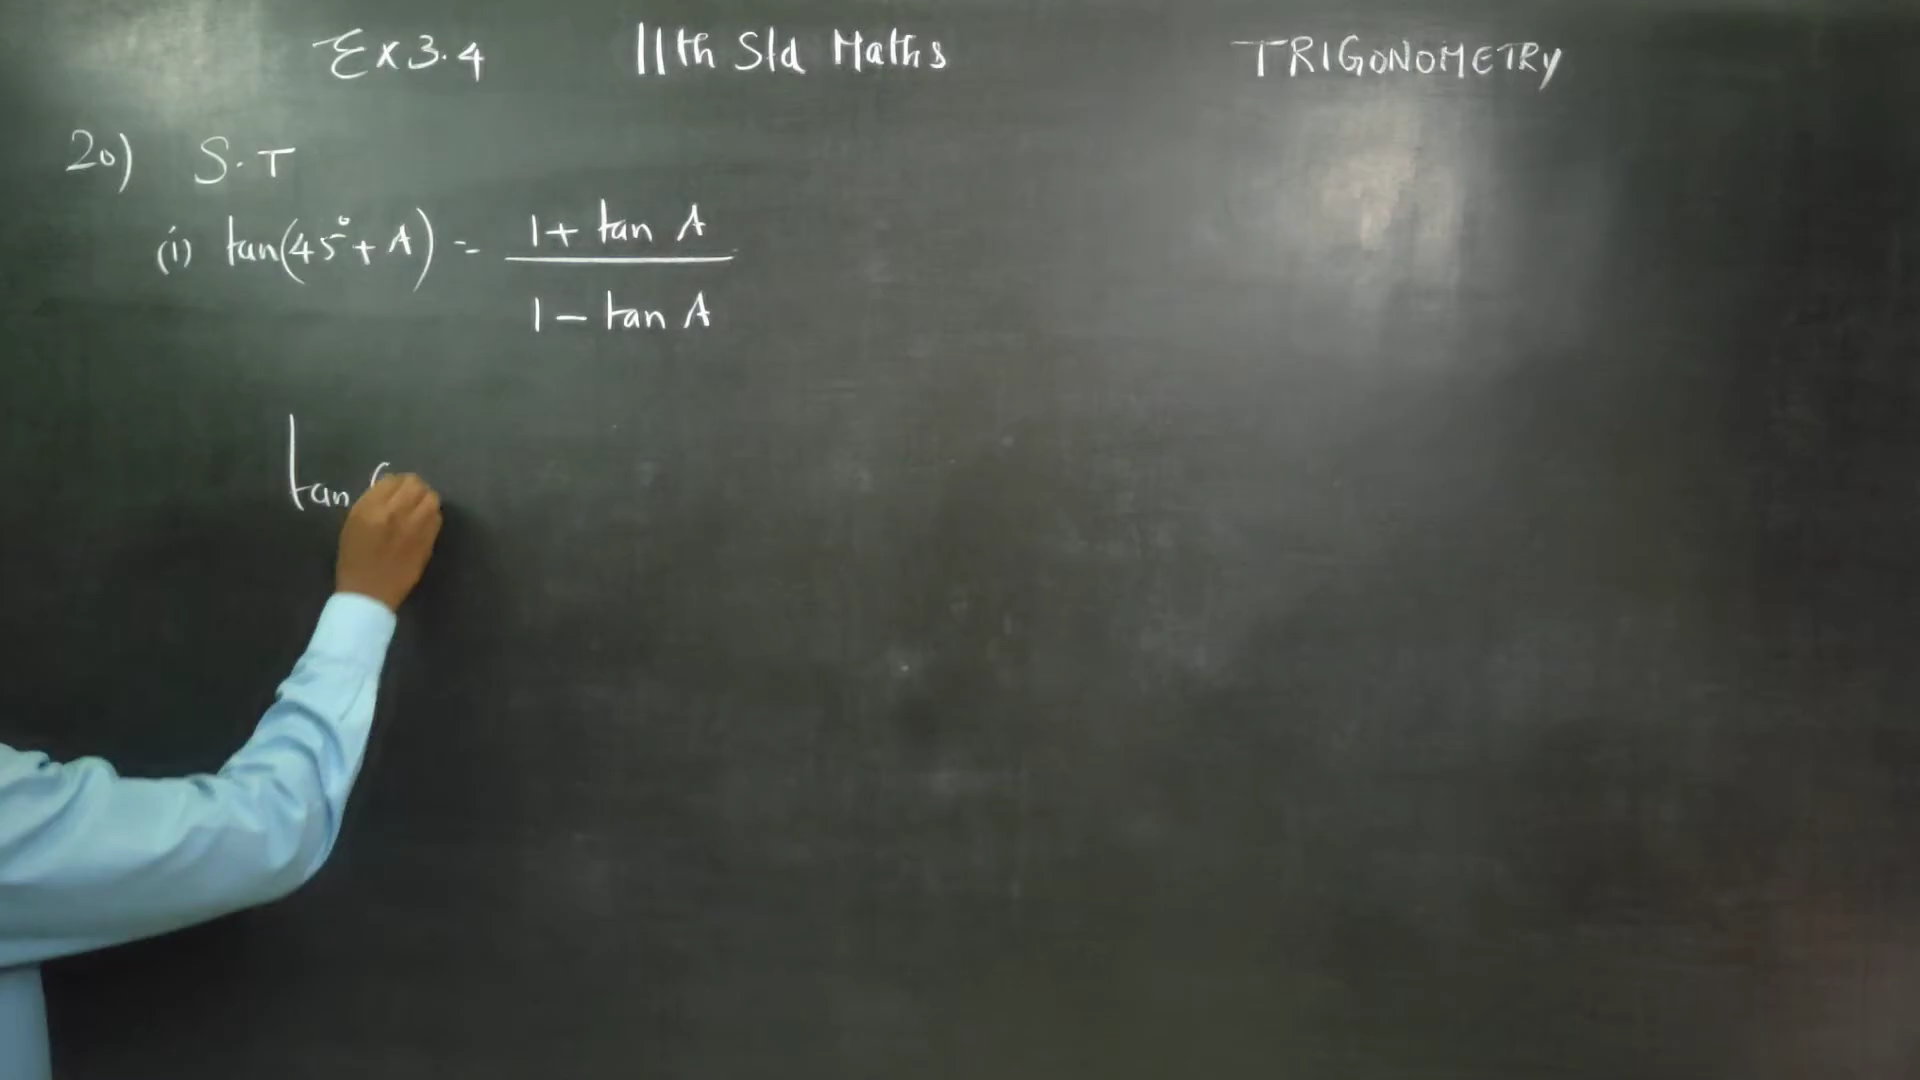 Ex 3.4 11th Std Maths TRIGONOMETRY
20) S.T
(i) tan(45° + A) = 1 + tan A
1 - tan A
tan (